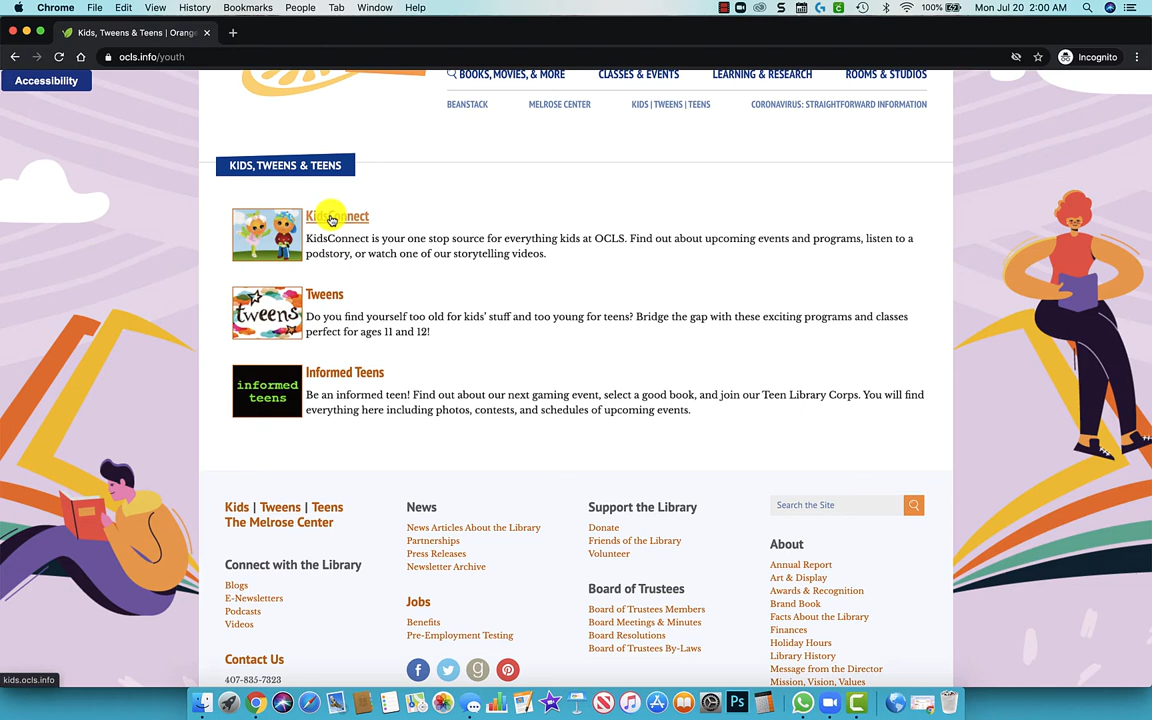 Chrome File Edit View History Bookmarks People Tab Window Help 100% Mon Jul 20 2:00 AM
Kids, Tweens & Teens | Orange
ocls.info/youth Incognito
Accessibility
BOOKS, MOVIES, & MORE CLASSES & EVENTS LEARNING & RESEARCH ROOMS & STUDIOS
BEANSTACK MELROSE CENTER KIDS | TWEENS | TEENS CORONAVIRUS: STRAIGHTFORWARD INFORMATION
KIDS, TWEENS & TEENS
KidsConnect
KidsConnect is your one stop source for everything kids at OCLS. Find out about upcoming events and programs, listen to a
podstory, or watch one of our storytelling videos.
tweens
Tweens
Do you find yourself too old for kids' stuff and too young for teens? Bridge the gap with these exciting programs and classes
perfect for ages 11 and 12!
informed
teens
Informed Teens
Be an informed teen! Find out about our next gaming event, select a good book, and join our Teen Library Corps. You will find
everything here including photos, contests, and schedules of upcoming events.
Kids | Tweens | Teens
The Melrose Center
Connect with the Library
Blogs
E-Newsletters
Podcasts
Videos
Contact Us
407-835-7323
News
News Articles About the Library
Partnerships
Press Releases
Newsletter Archive
Jobs
Benefits
Pre-Employment Testing
Support the Library
Donate
Friends of the Library
Volunteer
Board of Trustees
Board of Trustees Members
Board Meetings & Minutes
Board Resolutions
Board of Trustees By-Laws
Search the Site
About
Annual Report
Art & Display
Awards & Recognition
Brand Book
Facts About the Library
Finances
Holiday Hours
Library History
Message from the Director
Mission, Vision, Values
kids.ocls.info
Ps